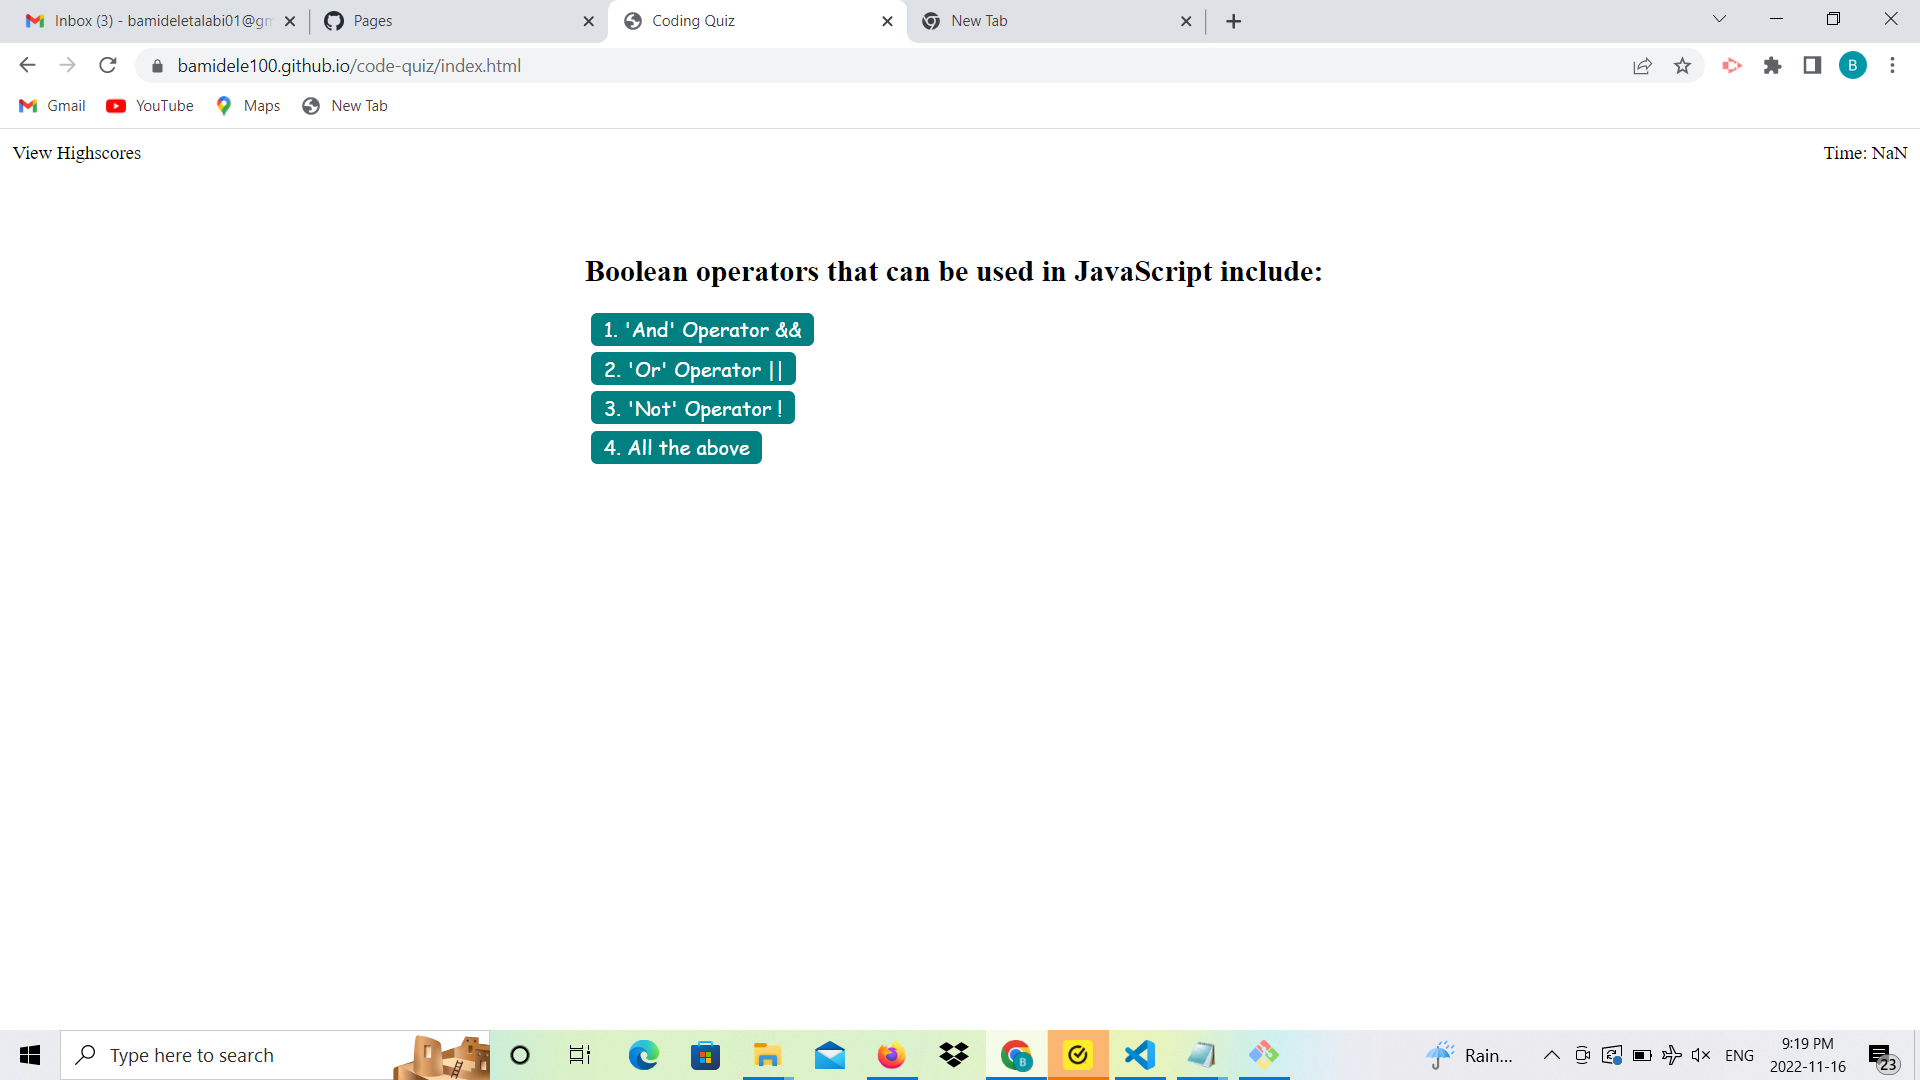 Inbox (3) - bamideletalabi01@gm
Pages
Coding Quiz
New Tab
bamidele100.github.io/code-quiz/index.html
B
Gmail
YouTube
Maps
New Tab
View Highscores
Time: NaN
Boolean operators that can be used in JavaScript include:
1. 'And' Operator &&
2. 'Or' Operator ||
3. 'Not' Operator !
4. All the above
Type here to search
B
Rain...
ENG
9:19 PM
2022-11-16
23